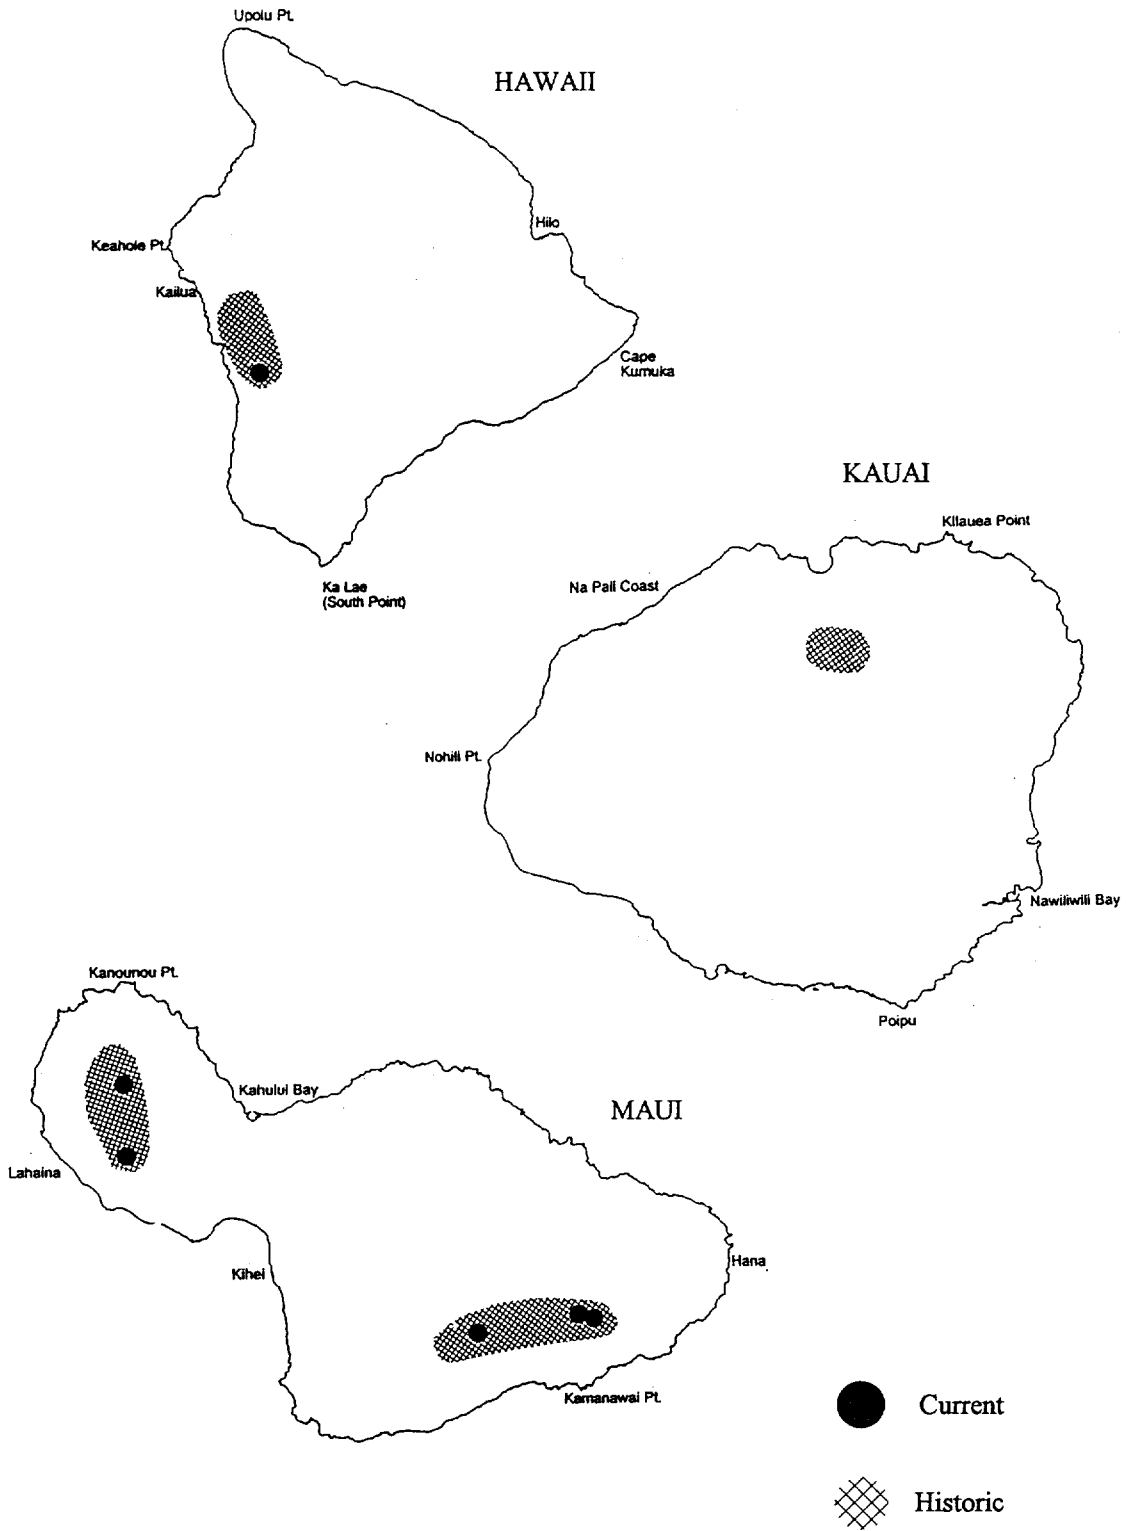 Upolu Pt.
HAWAII
Hilo
Keahole Pt.
Kailua
Cape
Kumuka
KAUAI
Kilauea Point
Ka Lae
(South Point)
Na Pali Coast
Nohili Pt.
Nawiliwili Bay
Kanounou Pt.
Poipu
Kahului Bay
MAUI
Lahaina
Hana
Kihei
Kamanawai Pt.
Current
Historic